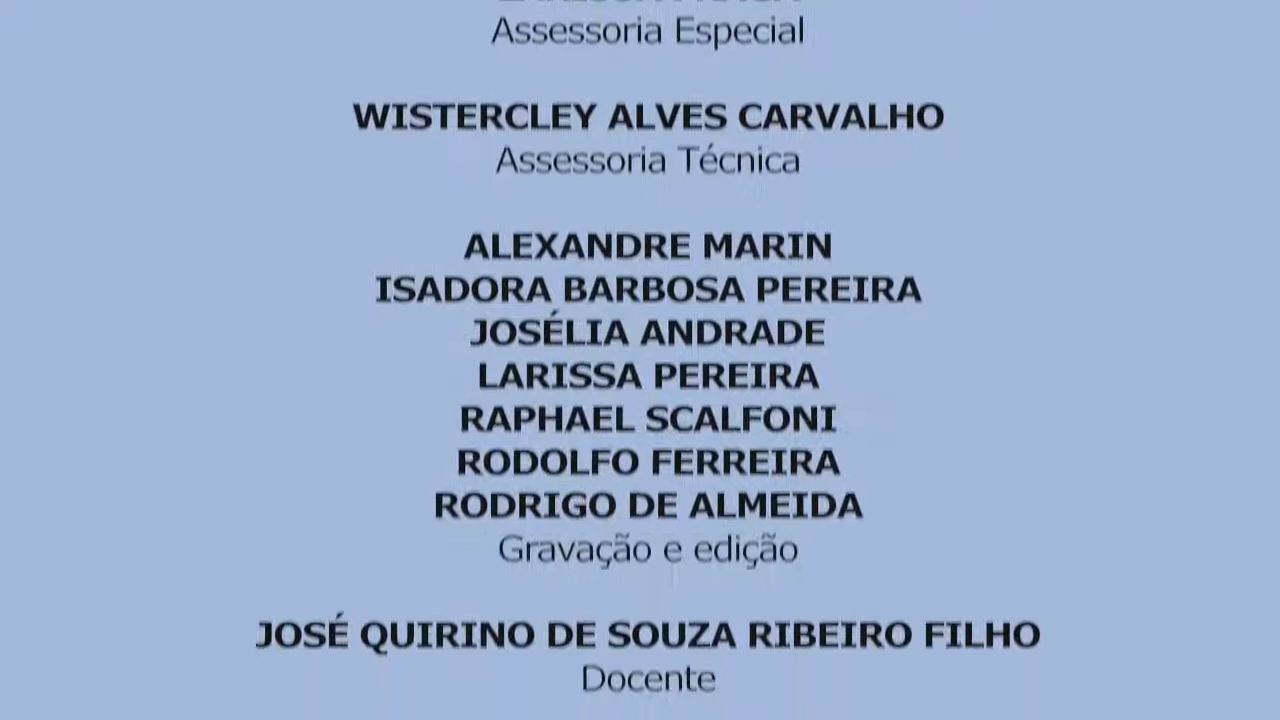 Assessoria Especial
WISTERCLEY ALVES CARVALHO
Assessoria Técnica
ALEXANDRE MARIN
ISADORA BARBOSA PEREIRA
JOSÉLIA ANDRADE
LARISSA PEREIRA
RAPHAEL SCALFONI
RODOLFO FERREIRA
RODRIGO DE ALMEIDA
Gravação e edição
JOSÉ QUIRINO DE SOUZA RIBEIRO FILHO
Docente